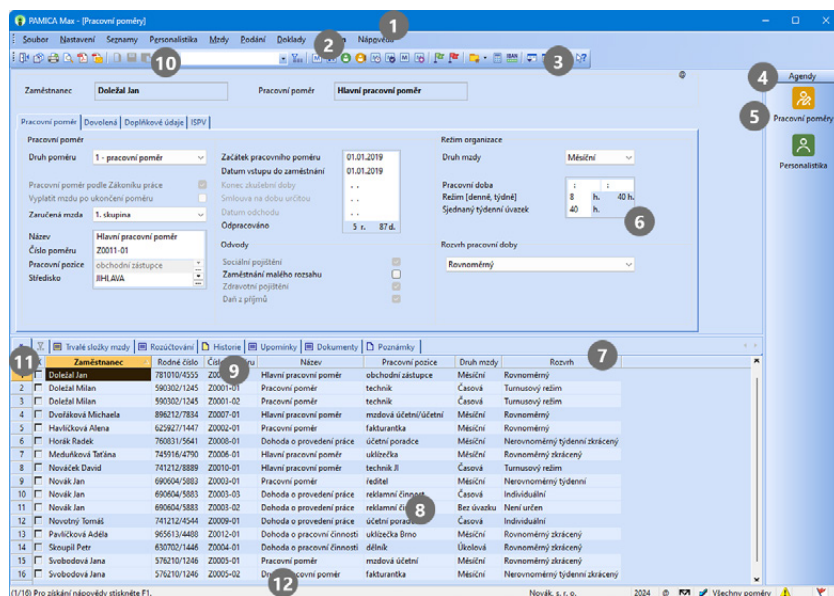 PAMICA Max - [Pracovní poměry]
1
Soubor Nastavení Seznamy Personalistika Mzdy Podání Doklady Nápověda
2
10
3
@
Agendy
4
Zaměstnanec Doležal Jan Pracovní poměr Hlavní pracovní poměr
5
Pracovní poměry
Personalistika
Pracovní poměr Dovolená Doplňkové údaje ISPV
Pracovní poměr Režim organizace
Druh poměru 1 - pracovní poměr Začátek pracovního poměru 01.01.2019 Druh mzdy Měsíční
Datum vstupu do zaměstnání 01.01.2019
Pracovní poměr podle Zákoníku práce Konec zkušební doby . . Pracovní doba : :
Vyplatit mzdu po ukončení poměru Smlouva na dobu určitou . . Režim [denně, týdně] 8 h. 40 h.
Zaručená mzda 1. skupina Datum odchodu . . Sjednaný týdenní úvazek 40 h.
6
Odpracováno 5 r. 87 d.
Název Hlavní pracovní poměr
Číslo poměru Z0011-01 Odvody Rozvrh pracovní doby
Pracovní pozice obchodní zástupce Sociální pojištění Rovnoměrný
Středisko JIHLAVA Zaměstnání malého rozsahu
Zdravotní pojištění
Daň z příjmů
Trvalé složky mzdy Rozúčtování Historie Upomínky Dokumenty Poznámky
7
11
9
X Zaměstnanec Rodné číslo Název Pracovní pozice Druh mzdy Rozvrh
1 Doležal Jan 781010/4555 Hlavní pracovní poměr obchodní zástupce Měsíční Rovnoměrný
2 Doležal Milan 590302/1245 Z0001-01 Pracovní poměr technik Časová Turnusový režim
3 Doležal Milan 590302/1245 Z0001-02 Pracovní poměr technik Časová Turnusový režim
4 Dvořáková Michaela 896212/7834 Z0007-01 Hlavní pracovní poměr mzdová účetní/účetní Měsíční Rovnoměrný
5 Havlíčková Alena 625927/1447 Z0002-01 Pracovní poměr fakturantka Měsíční Rovnoměrný
6 Horák Radek 760831/5641 Z0008-01 Dohoda o provedení práce účetní poradce Měsíční Nerovnoměrný týdenní zkrácený
7 Meduňková Taťána 745916/4790 Z0006-01 Hlavní pracovní poměr uklízečka Měsíční Rovnoměrný zkrácený
8 Nováček David 741212/8889 Z0010-01 Hlavní pracovní poměr technik JI Časová Turnusový režim
9 Novák Jan 690604/5883 Z0003-01 Pracovní poměr ředitel Měsíční Nerovnoměrný týdenní
10 Novák Jan 690604/5883 Z0003-03 Dohoda o provedení práce reklamní činnost Časová Individuální
11 Novák Jan 690604/5883 Z0003-02 Dohoda o provedení práce reklamní Bez úvazku Není určen
8
12 Novotný Tomáš 741212/4544 Z0009-01 Dohoda o provedení práce účetní poradce Časová Individuální
13 Pavlíčková Adéla 965613/4488 Z0012-01 Dohoda o pracovní činnosti uklízečka Brno Měsíční Rovnoměrný zkrácený
14 Skoupil Petr 630702/1446 Z0004-01 Dohoda o pracovní činnosti dělník Úkolová Rovnoměrný zkrácený
15 Svobodová Jana 576210/1246 Z0005-01 Pracovní poměr mzdová účetní Měsíční Rovnoměrný zkrácený
16 Svobodová Jana 576210/1246 Z0005-02 pracovní poměr fakturantka Měsíční Nerovnoměrný týdenní zkrácený
12
(1/16) Pro získání nápovědy stiskněte F1. Novák, s. r. o. 2024 @ Všechny poměry